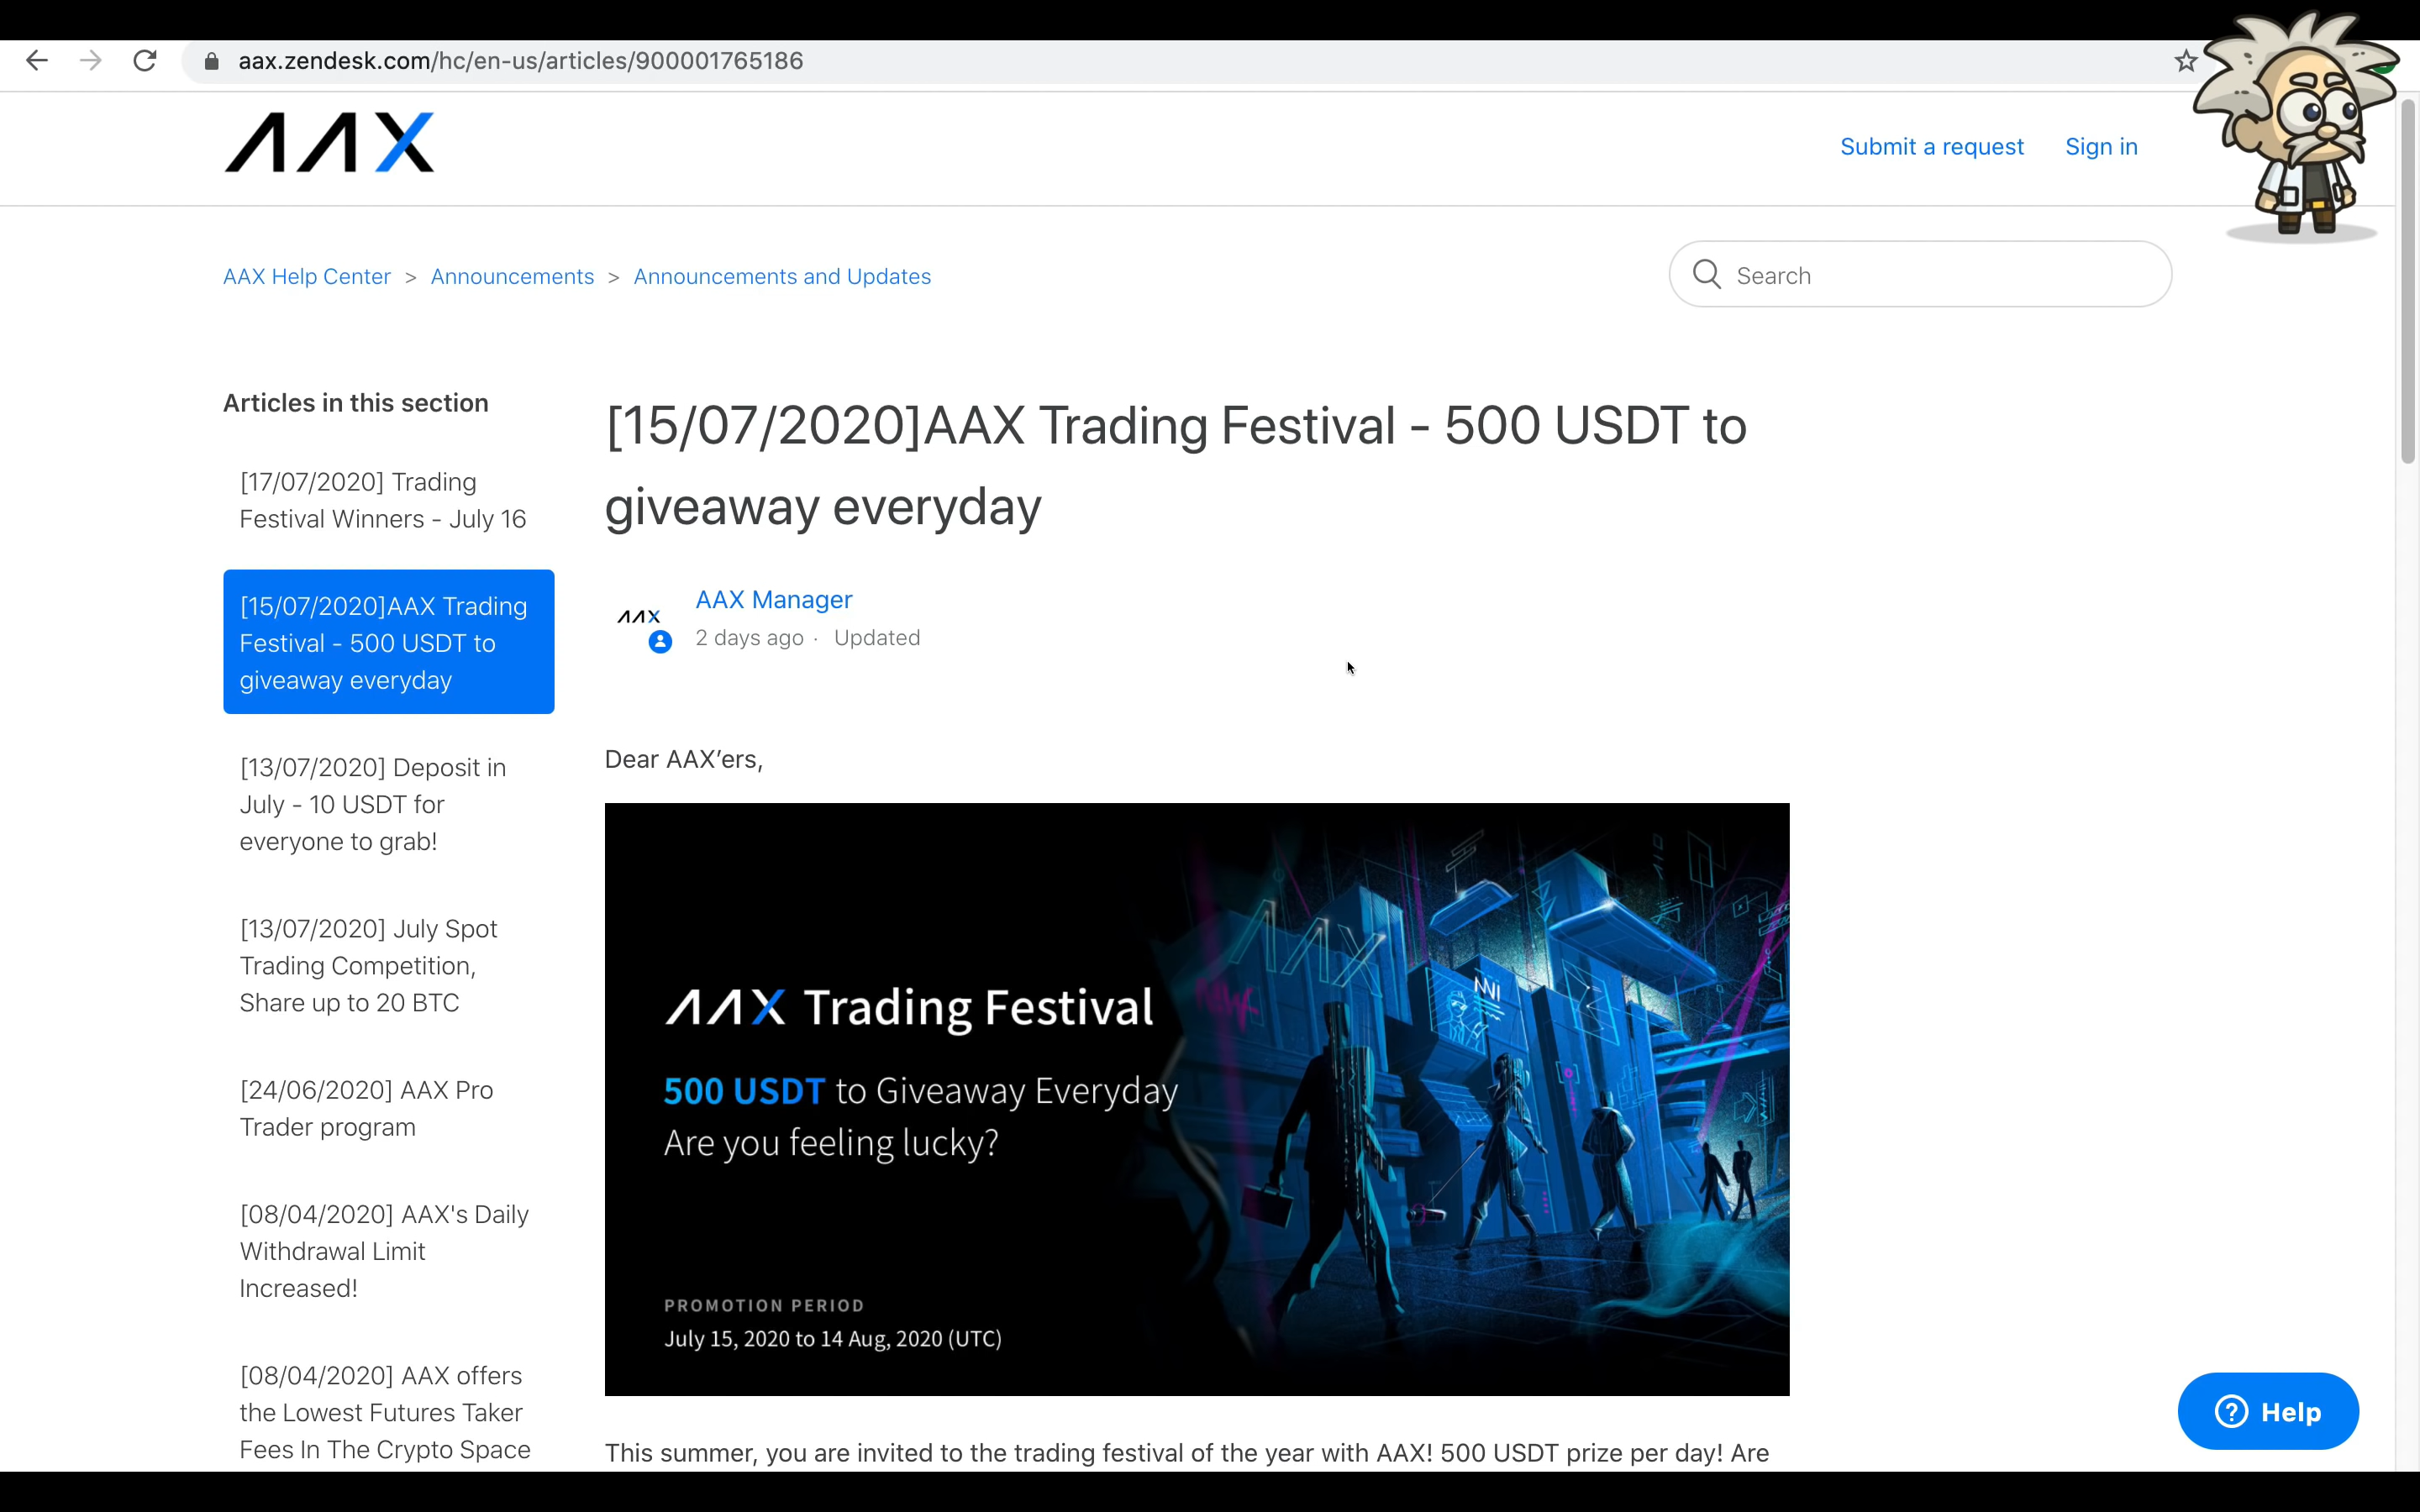 aax.zendesk.com/hc/en-us/articles/900001765186
AAX
Submit a request
Sign in
AAX Help Center > Announcements > Announcements and Updates
Search
Articles in this section
[17/07/2020] Trading
Festival Winners - July 16
[15/07/2020]AAX Trading
Festival - 500 USDT to
giveaway everyday
[13/07/2020] Deposit in
July - 10 USDT for
everyone to grab!
[13/07/2020] July Spot
Trading Competition,
Share up to 20 BTC
[24/06/2020] AAX Pro
Trader program
[08/04/2020] AAX's Daily
Withdrawal Limit
Increased!
[08/04/2020] AAX offers
the Lowest Futures Taker
Fees In The Crypto Space
[15/07/2020]AAX Trading Festival - 500 USDT to
giveaway everyday
AAX
AAX Manager
2 days ago · Updated
Dear AAX’ers,
AAX
AAX Trading Festival
500 USDT to Giveaway Everyday
Are you feeling lucky?
PROMOTION PERIOD
July 15, 2020 to 14 Aug, 2020 (UTC)
This summer, you are invited to the trading festival of the year with AAX! 500 USDT prize per day! Are
Help